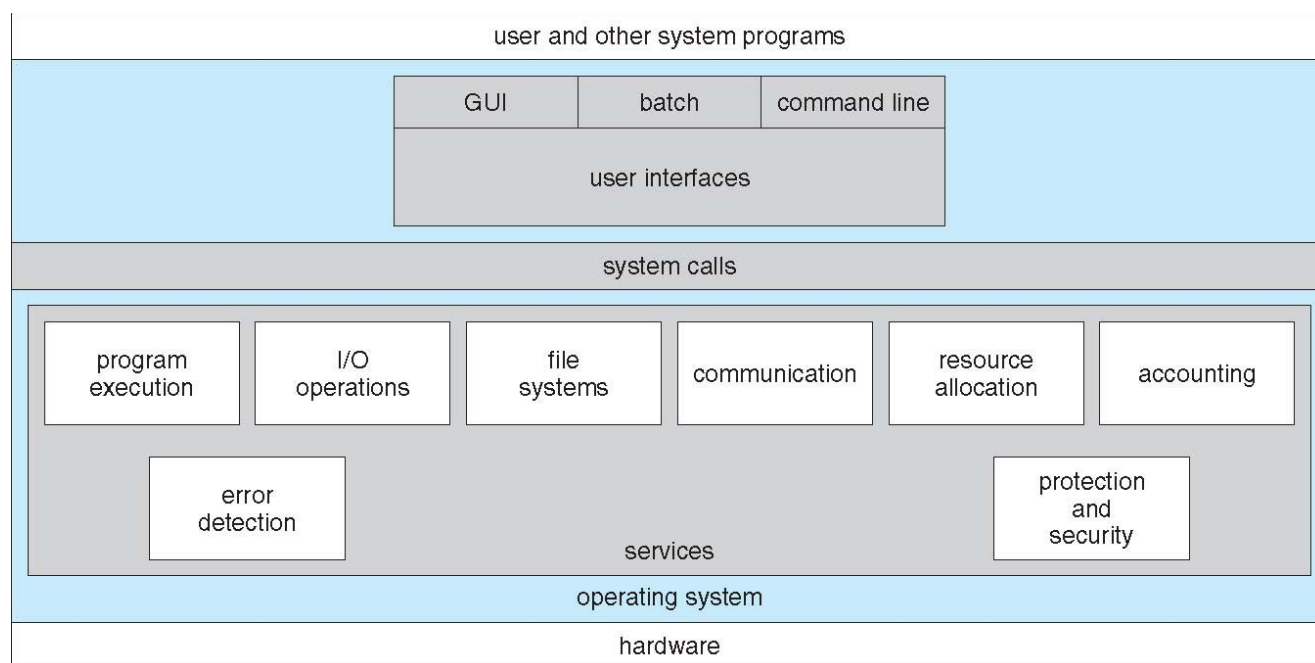 user and other system programs
GUI
batch
command line
user interfaces
system calls
program
execution
I/O
operations
file
systems
communication
resource
allocation
accounting
error
detection
protection
and
security
services
operating system
hardware